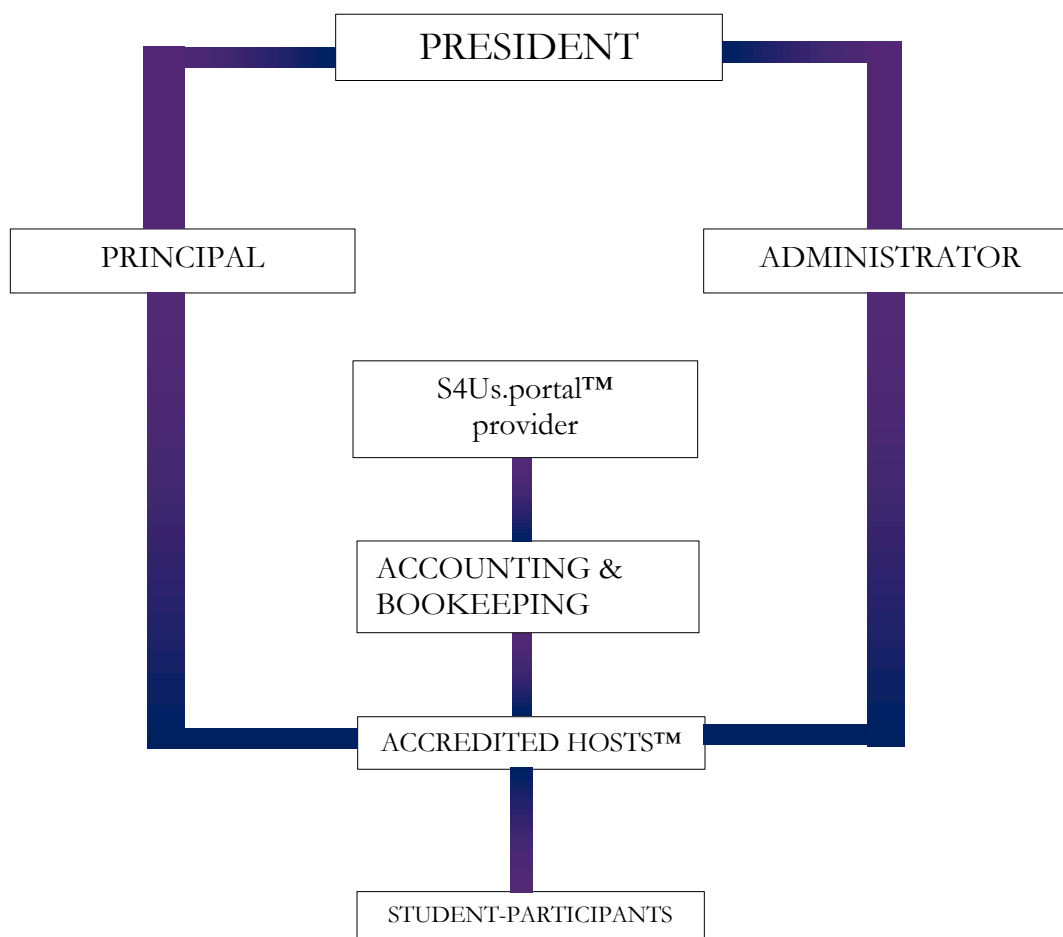 PRESIDENT
PRINCIPAL
ADMINISTRATOR
S4Us.portal™
provider
ACCOUNTING &
BOOKEEPING
ACCREDITED HOSTS™
STUDENT-PARTICIPANTS